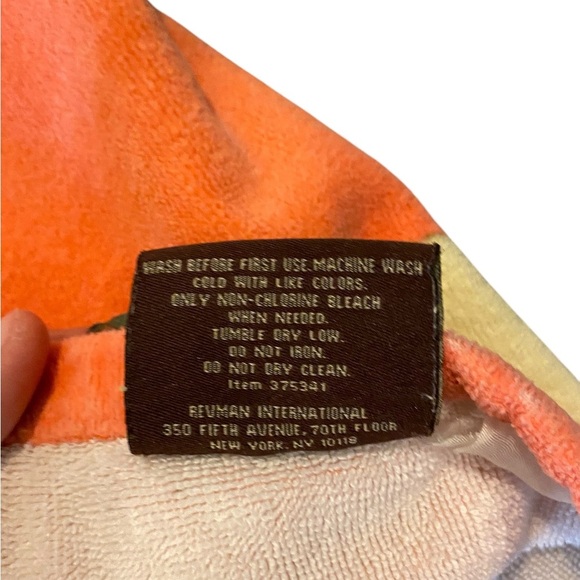 WASH BEFORE FIRST USE. MACHINE WASH
COLD WITH LIKE COLORS.
ONLY NON-CHLORINE BLEACH
WHEN NEEDED.
TUMBLE DRY LOW.
DO NOT IRON.
DO NOT DRY CLEAN.
Item 375341
REVMAN INTERNATIONAL
350 FIFTH AVENUE, 70TH FLOOR
NEW YORK, NY 10118